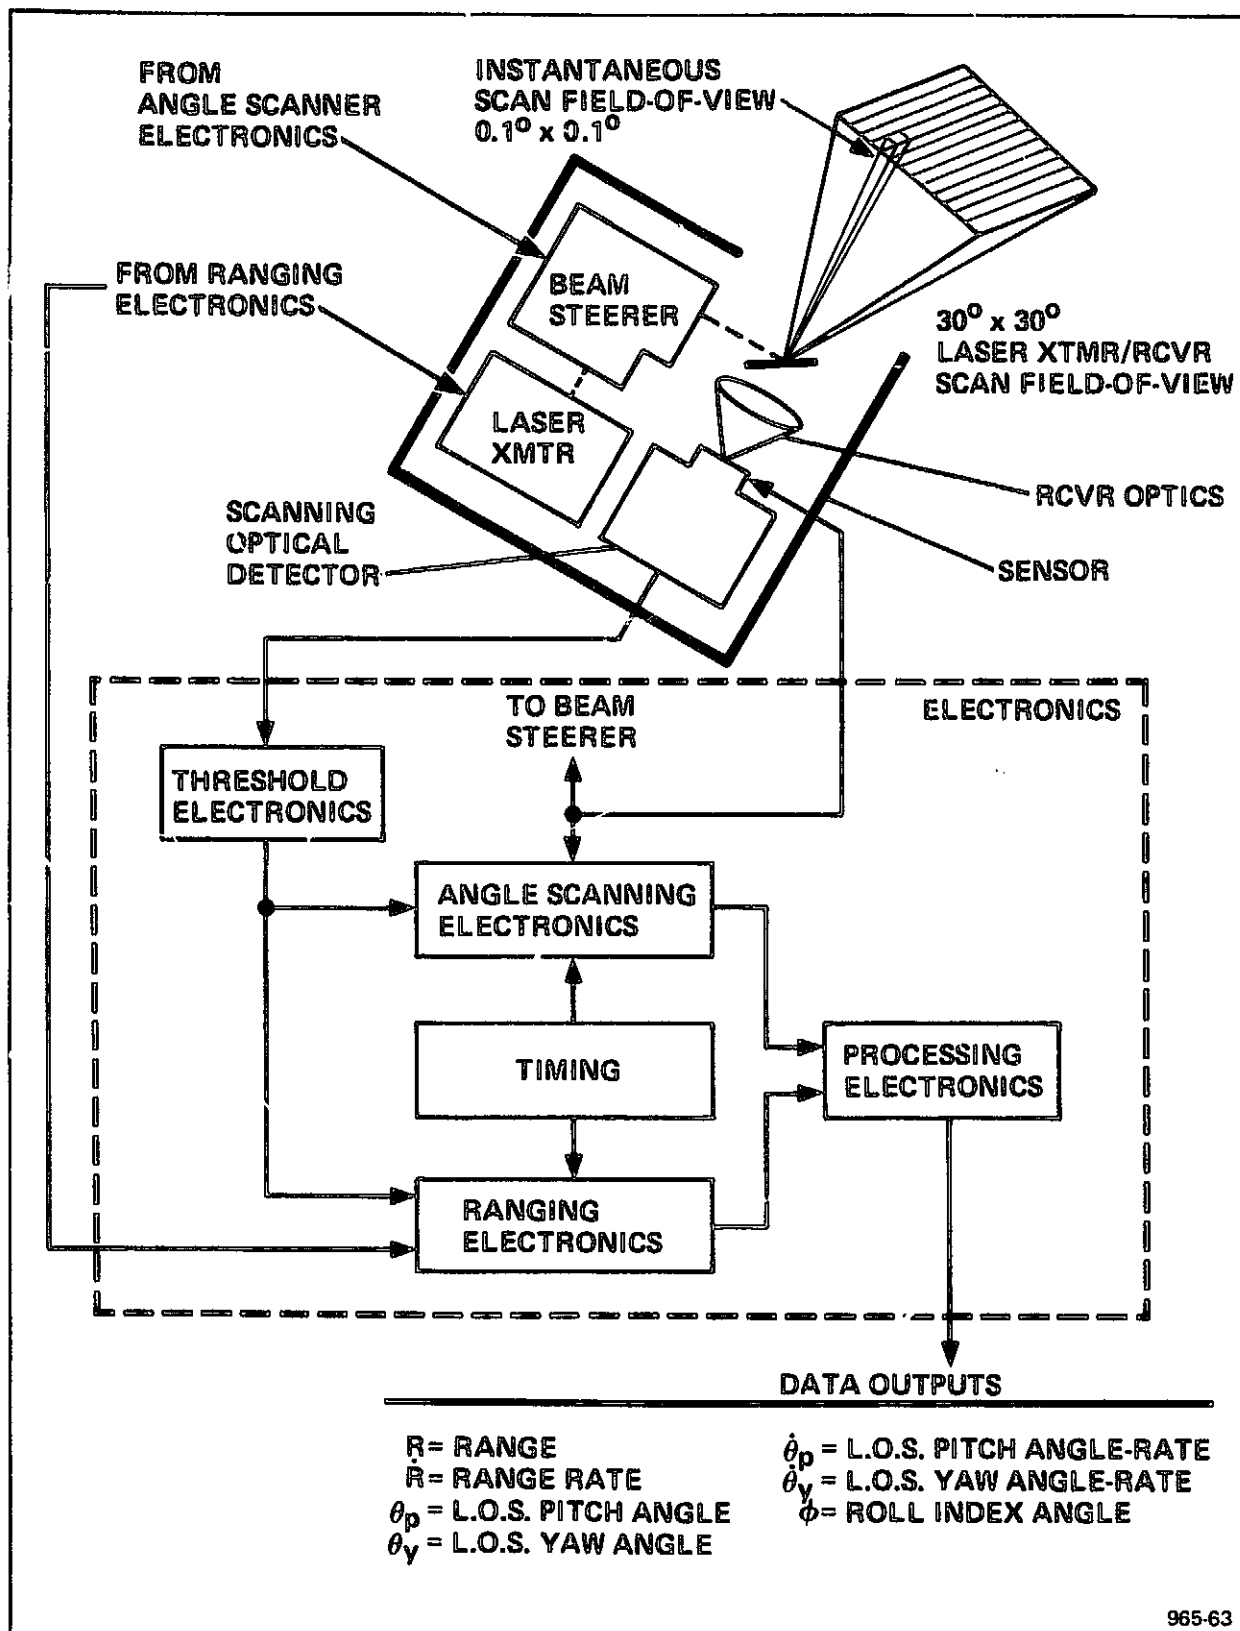 FROM
ANGLE SCANNER
ELECTRONICS
INSTANTANEOUS
SCAN FIELD-OF-VIEW
0.1° x 0.1°
FROM RANGING
ELECTRONICS
BEAM
STEERER
30° x 30°
LASER XTMR/RCVR
SCAN FIELD-OF-VIEW
LASER
XMTR
RCVR OPTICS
SCANNING
OPTICAL
DETECTOR
SENSOR
TO BEAM
STEERER
ELECTRONICS
THRESHOLD
ELECTRONICS
ANGLE SCANNING
ELECTRONICS
TIMING
PROCESSING
ELECTRONICS
RANGING
ELECTRONICS
DATA OUTPUTS
R = RANGE
Ṙ = RANGE RATE
θp = L.O.S. PITCH ANGLE
θy = L.O.S. YAW ANGLE
θ̇p = L.O.S. PITCH ANGLE-RATE
θ̇y = L.O.S. YAW ANGLE-RATE
ϕ = ROLL INDEX ANGLE
965-63